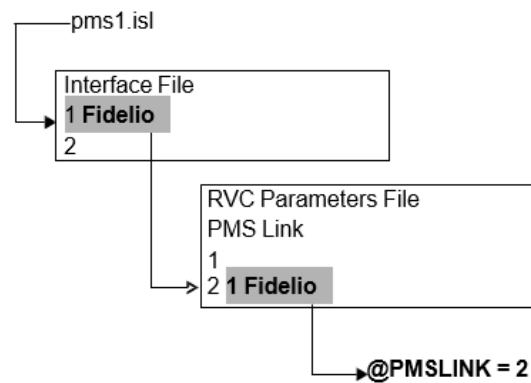 pms1.isl
Interface File
1 Fidelio
2
RVC Parameters File
PMS Link
1
2 1 Fidelio
@PMSLINK = 2